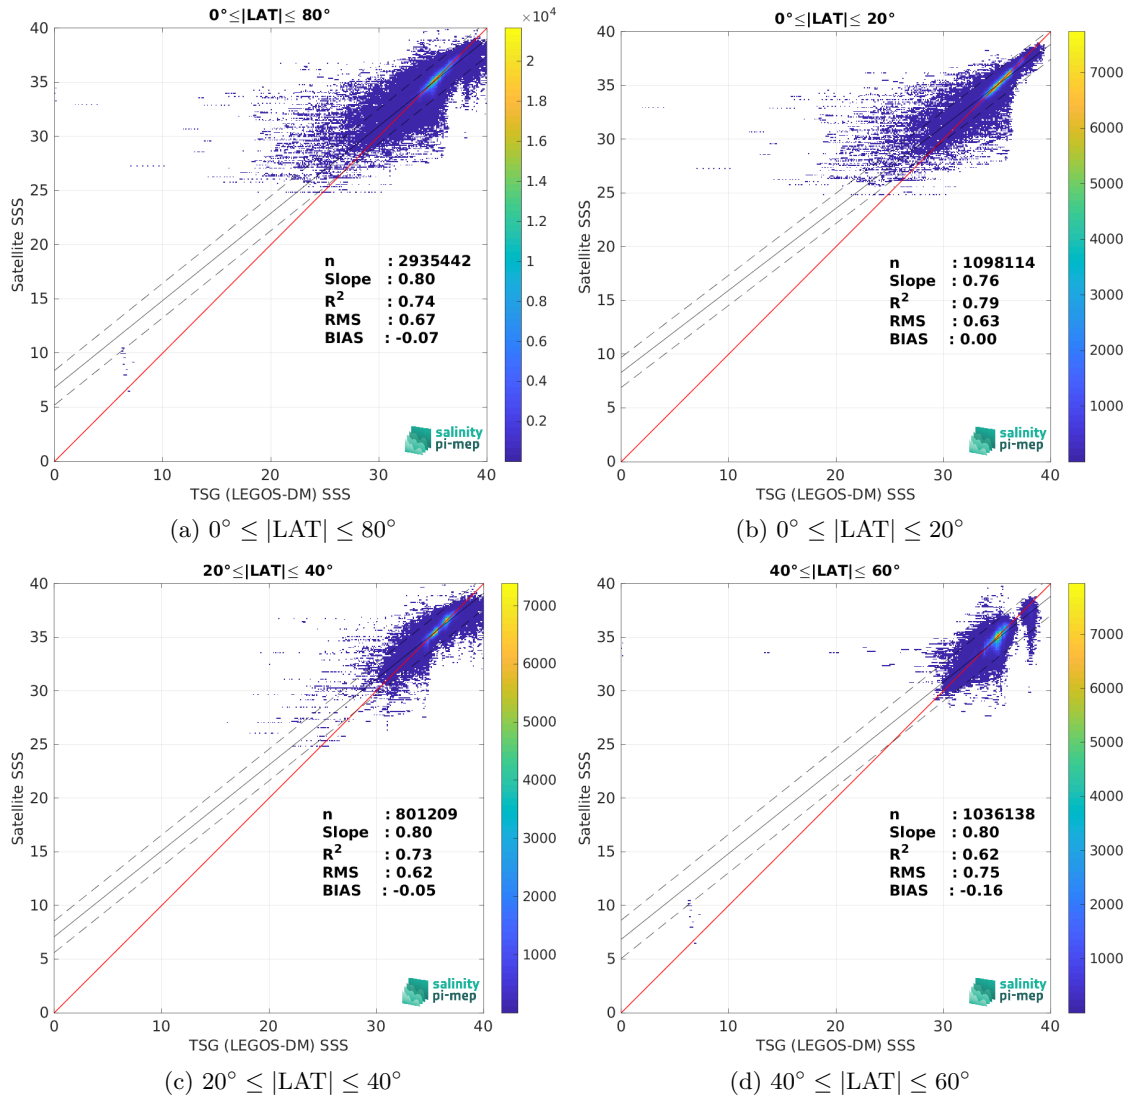 0°≤|LAT|≤ 80°
×10⁴
40
35
30
25
20
15
10
5
0
0
10
20
30
40
Satellite SSS
TSG (LEGOS-DM) SSS
n : 2935442
Slope : 0.80
R² : 0.74
RMS : 0.67
BIAS : -0.07
salinity
pi-mep
2
1.8
1.6
1.4
1.2
1
0.8
0.6
0.4
0.2
(a) 0° ≤ |LAT| ≤ 80°
0°≤|LAT|≤ 20°
40
35
30
25
20
15
10
5
0
0
10
20
30
40
Satellite SSS
TSG (LEGOS-DM) SSS
n : 1098114
Slope : 0.76
R² : 0.79
RMS : 0.63
BIAS : 0.00
salinity
pi-mep
7000
6000
5000
4000
3000
2000
1000
(b) 0° ≤ |LAT| ≤ 20°
20°≤|LAT|≤ 40°
40
35
30
25
20
15
10
5
0
0
10
20
30
40
Satellite SSS
TSG (LEGOS-DM) SSS
n : 801209
Slope : 0.80
R² : 0.73
RMS : 0.62
BIAS : -0.05
salinity
pi-mep
7000
6000
5000
4000
3000
2000
1000
(c) 20° ≤ |LAT| ≤ 40°
40°≤|LAT|≤ 60°
40
35
30
25
20
15
10
5
0
0
10
20
30
40
Satellite SSS
TSG (LEGOS-DM) SSS
n : 1036138
Slope : 0.80
R² : 0.62
RMS : 0.75
BIAS : -0.16
salinity
pi-mep
7000
6000
5000
4000
3000
2000
1000
(d) 40° ≤ |LAT| ≤ 60°